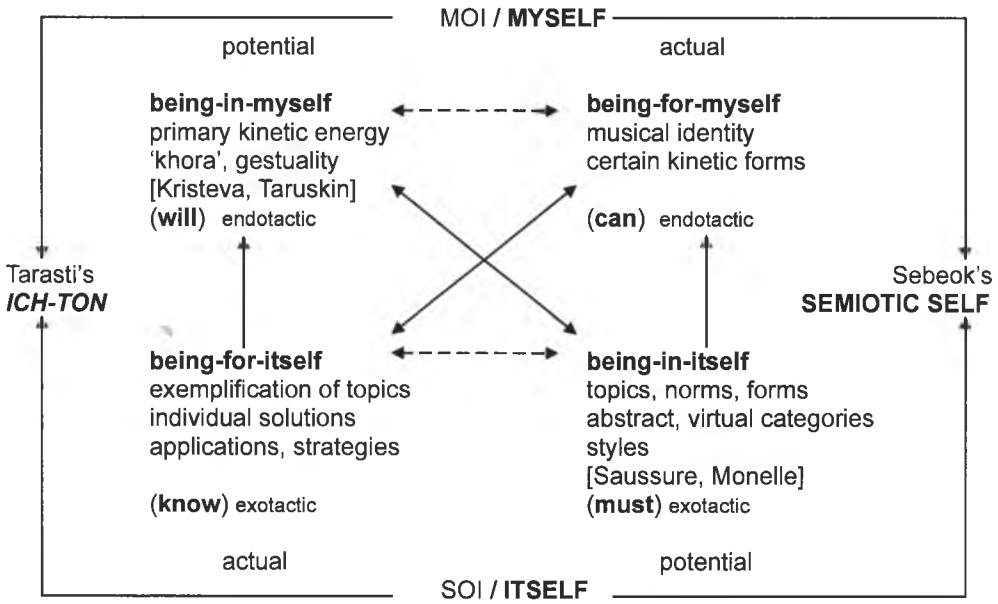 MOI / MYSELF
potential
actual
being-in-myself
primary kinetic energy
'khora', gestuality
[Kristeva, Taruskin]
(will) endotactic
being-for-myself
musical identity
certain kinetic forms
(can) endotactic
Tarasti's
ICH-TON
Sebeok's
SEMIOTIC SELF
being-for-itself
exemplification of topics
individual solutions
applications, strategies
(know) exotactic
being-in-itself
topics, norms, forms
abstract, virtual categories
styles
[Saussure, Monelle]
(must) exotactic
actual
potential
SOI / ITSELF